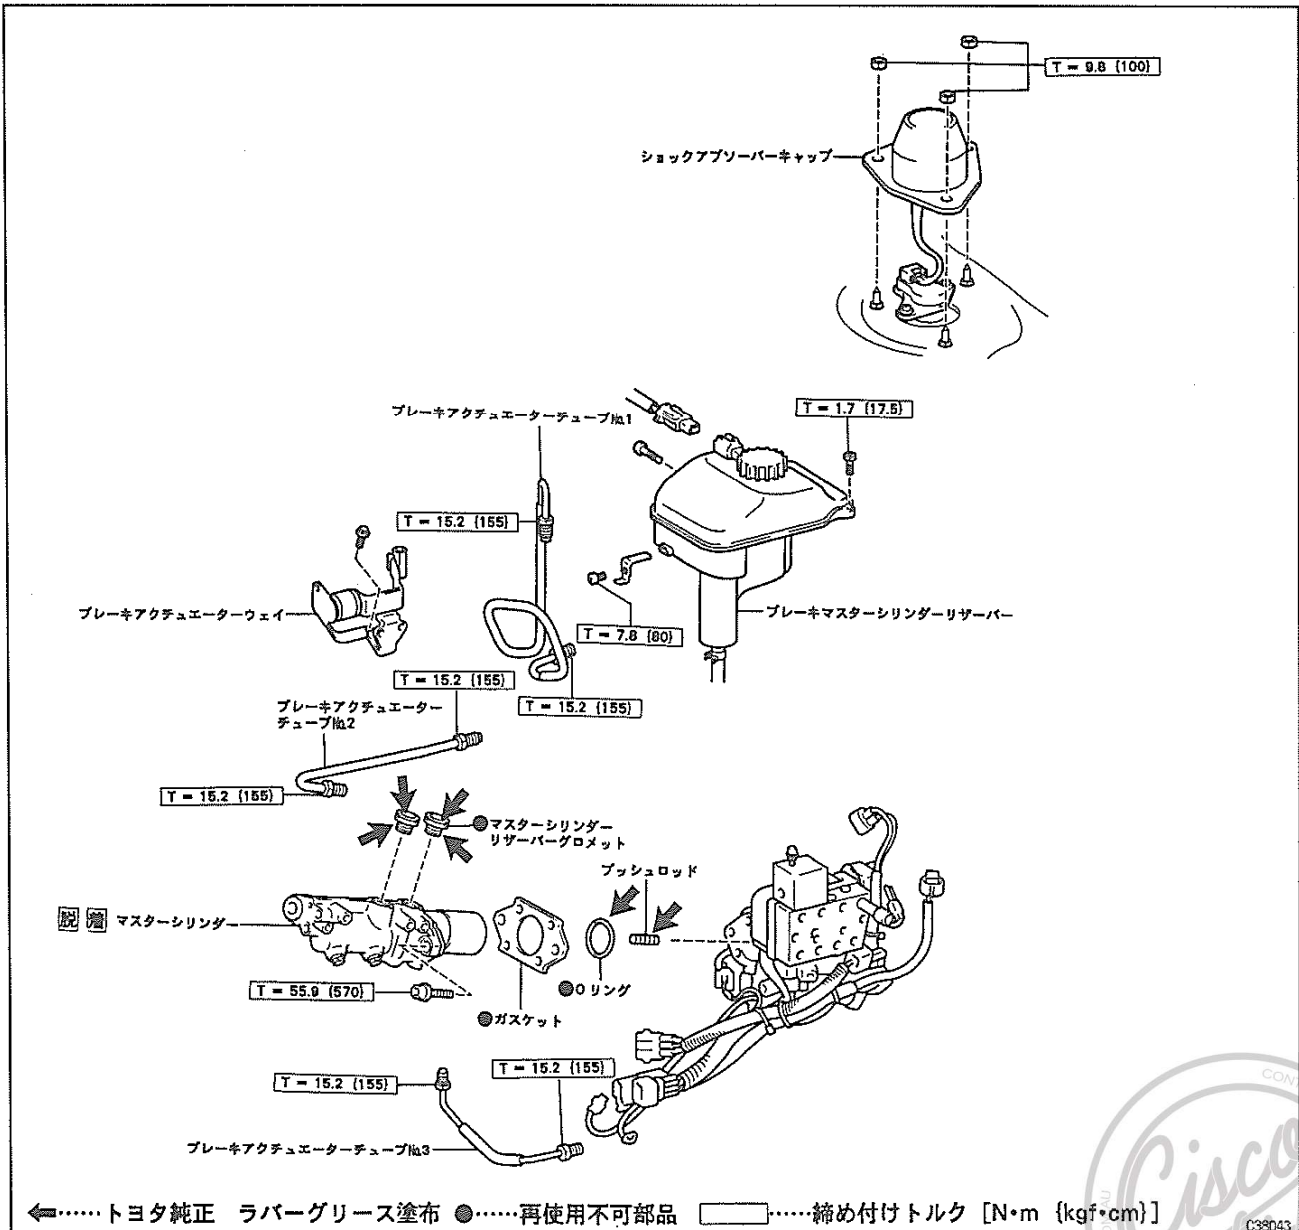 T = 9.8 {100}
ショックアブソーバーキャップ
T = 1.7 {17.5}
ブレーキアクチュエーターチューブ№1
T = 15.2 {155}
ブレーキアクチュエーターウェイ
ブレーキマスターシリンダーリザーバー
T = 7.8 {80}
T = 15.2 {155}
T = 15.2 {155}
ブレーキアクチュエーター
チューブ№2
T = 15.2 {155}
●マスターシリンダー
リザーバーグロメット
プッシュロッド
脱 着 マスターシリンダー
T = 55.9 {570}
●Oリング
●ガスケット
T = 15.2 {155}
T = 15.2 {155}
ブレーキアクチュエーターチューブ№3
CON
Cisco
AU
←……トヨタ純正 ラバーグリース塗布 ●……再使用不可部品 ……締め付けトルク [N・m {kgf・cm}]
C38043